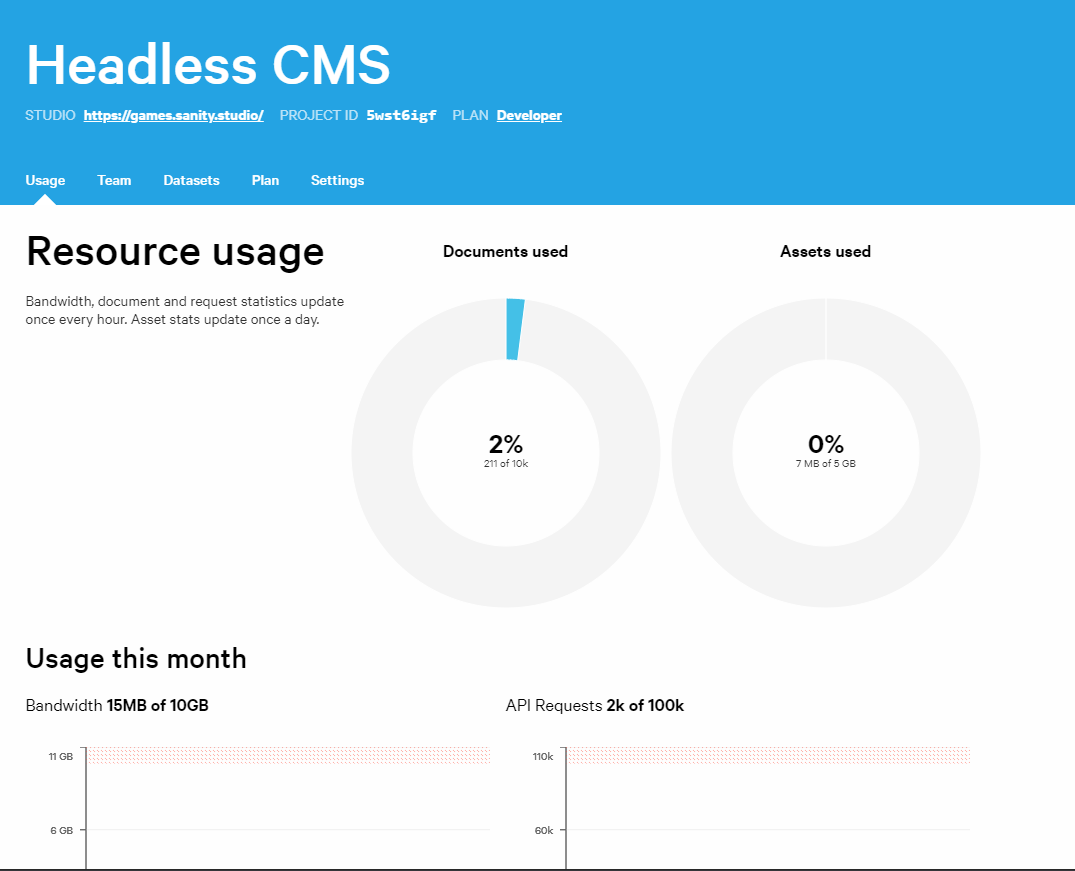 Headless CMS
STUDIO https://games.sanity.studio/ PROJECT ID 5wst6igf PLAN Developer
Usage Team Datasets Plan Settings
Resource usage
Bandwidth, document and request statistics update
once every hour. Asset stats update once a day.
Documents used
2%
211 of 10k
Assets used
0%
7 MB of 5 GB
Usage this month
Bandwidth 15MB of 10GB
11 GB
6 GB
API Requests 2k of 100k
110k
60k